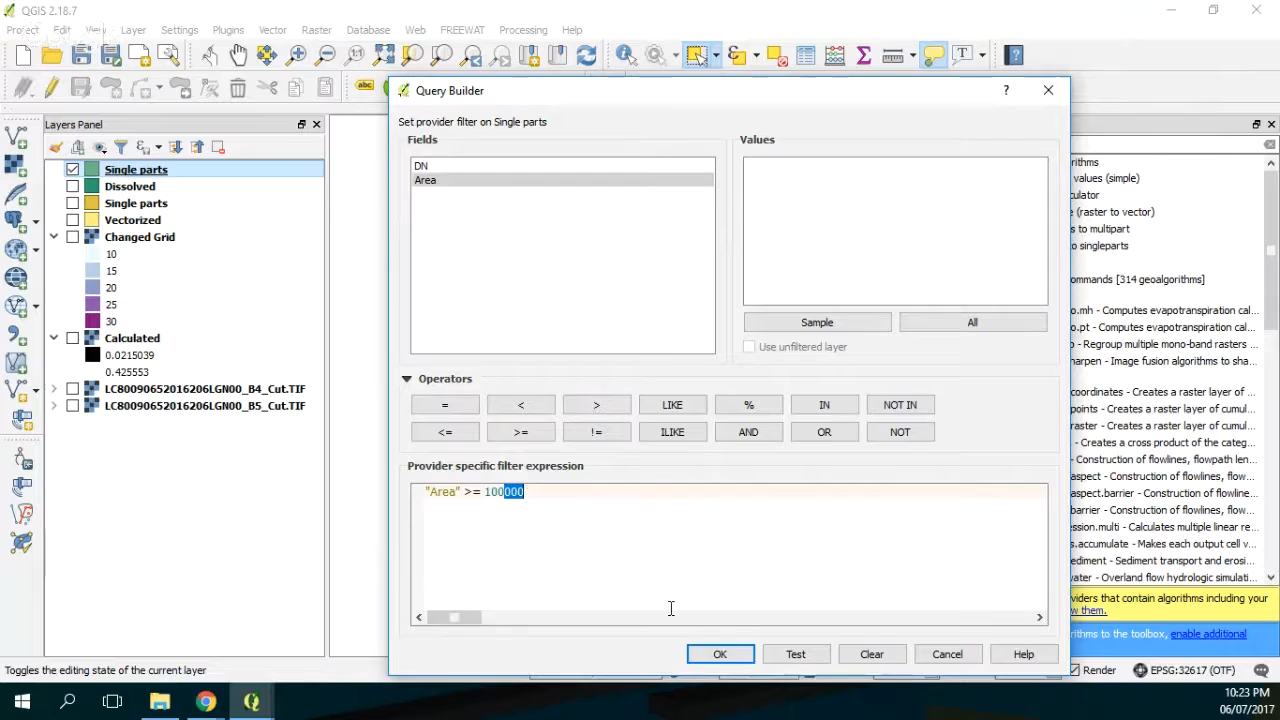 QGIS 2.18.7
Project Edit View Layer Settings Plugins Vector Raster Database Web FREEWAT Processing Help
abc
Layers Panel
Single parts
Dissolved
Single parts
Vectorized
Changed Grid
10
15
20
25
30
Calculated
0.0215039
0.425553
LC80090652016206LGN00_B4_Cut.TIF
LC80090652016206LGN00_B5_Cut.TIF
Query Builder
Set provider filter on Single parts
Fields
DN
Area
Values
Sample
All
Use unfiltered layer
Operators
= < > LIKE % IN NOT IN
<= >= != ILIKE AND OR NOT
Provider specific filter expression
"Area" >= 100000
OK Test Clear Cancel Help
rithms
values (simple)
lculator
e (raster to vector)
s to multipart
o singleparts
ommands [314 geoalgorithms]
o.mh - Computes evapotranspiration cal...
o.pt - Computes evapotranspiration cal...
o - Regroup multiple mono-band rasters ...
harpen - Image fusion algorithms to sha...
coordinates - Creates a raster layer of ...
points - Creates a raster layer of cumul...
raster - Creates a raster layer of cumul...
- Creates a cross product of the categ...
- Construction of flowlines, flowpath len...
aspect - Construction of flowlines, flow...
aspect.barrier - Construction of flowline...
barrier - Construction of flowlines, flow...
ession.multi - Calculates multiple linear re...
s.accumulate - Makes each output cell v...
ediment - Sediment transport and erosi...
water - Overland flow hydrologic simulati...
viders that contain algorithms including your
w them.
rithms to the toolbox, enable additional
Toggles the editing state of the current layer
Render
EPSG:32617 (OTF)
10:23 PM
06/07/2017